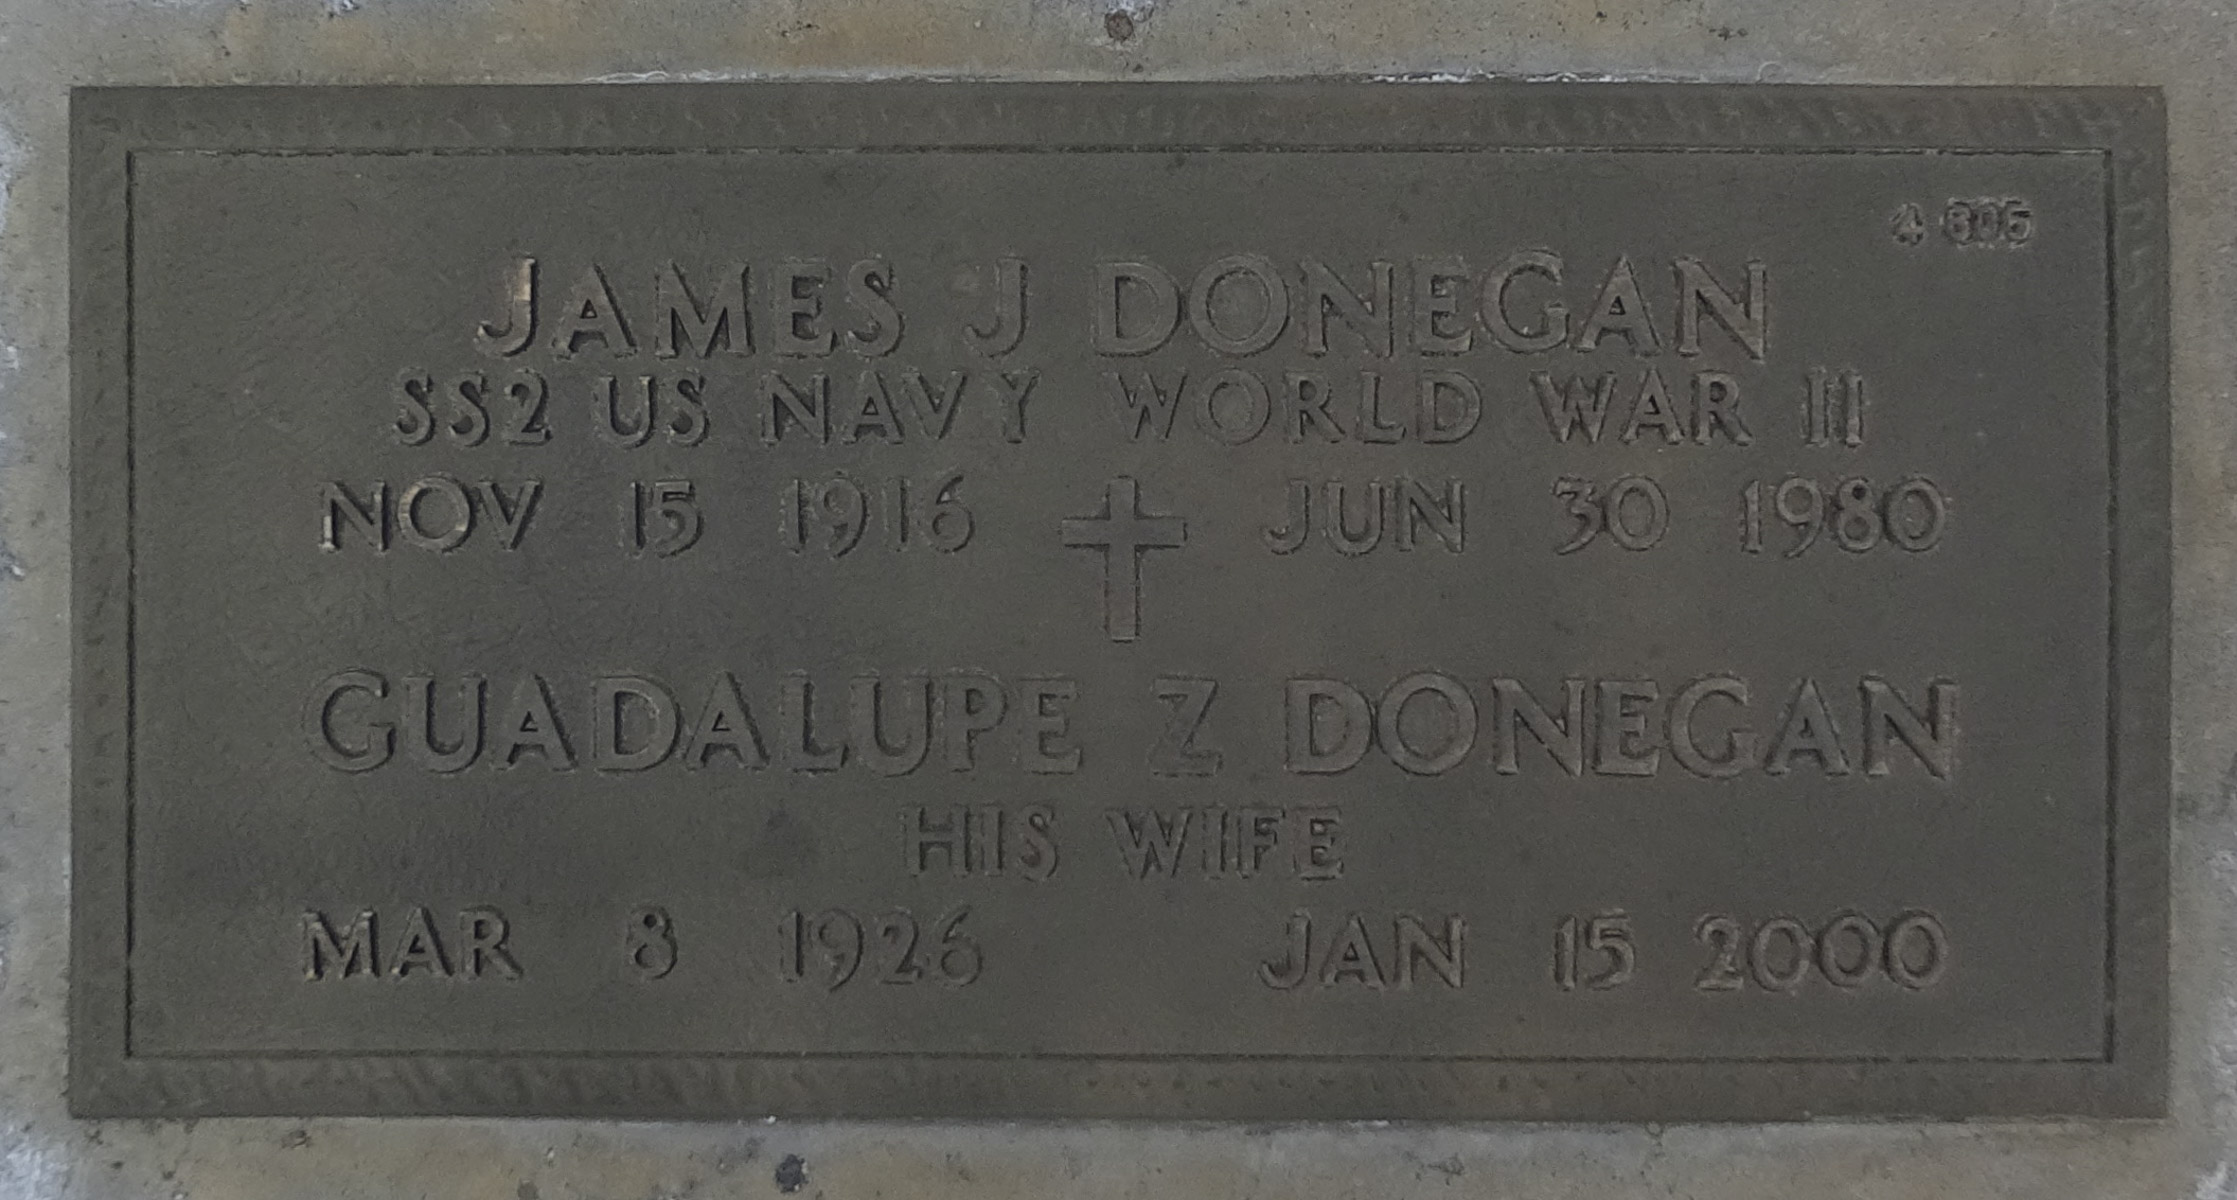 4 605
JAMES J DONEGAN
SS2 US NAVY WORLD WAR II
NOV 15 1916 JUN 30 1980
GUADALUPE Z DONEGAN
HIS WIFE
MAR 8 1926 JAN 15 2000